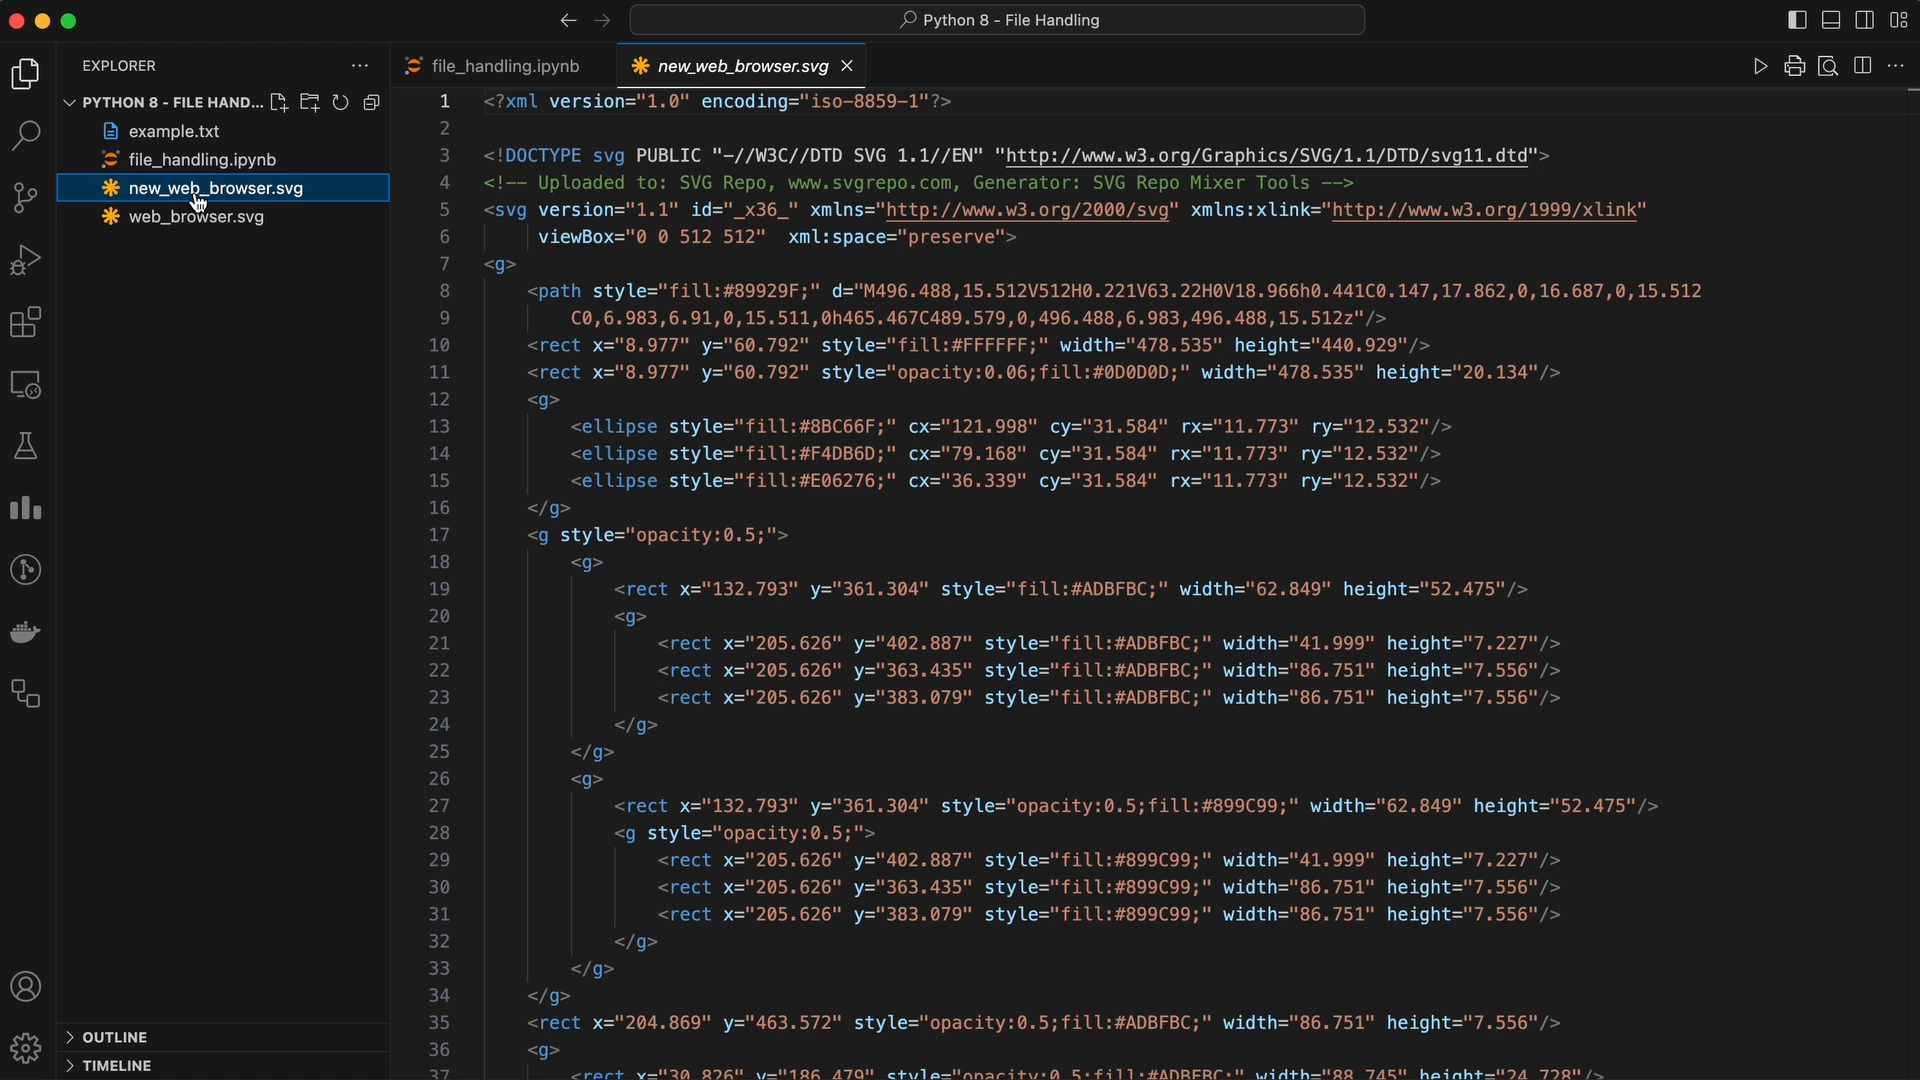 Python 8 - File Handling
EXPLORER
PYTHON 8 - FILE HAND...
example.txt
file_handling.ipynb
new_web_browser.svg
web_browser.svg
OUTLINE
TIMELINE
file_handling.ipynb
new_web_browser.svg
1 <?xml version="1.0" encoding="iso-8859-1"?>
2
3 <!DOCTYPE svg PUBLIC "-//W3C//DTD SVG 1.1//EN" "http://www.w3.org/Graphics/SVG/1.1/DTD/svg11.dtd">
4 <!-- Uploaded to: SVG Repo, www.svgrepo.com, Generator: SVG Repo Mixer Tools -->
5 <svg version="1.1" id="_x36_" xmlns="http://www.w3.org/2000/svg" xmlns:xlink="http://www.w3.org/1999/xlink"
6 viewBox="0 0 512 512"  xml:space="preserve">
7 <g>
8 <path style="fill:#89929F;" d="M496.488,15.512V512H0.221V63.22H0V18.966h0.441C0.147,17.862,0,16.687,0,15.512
9 C0,6.983,6.91,0,15.511,0h465.467C489.579,0,496.488,6.983,496.488,15.512z"/>
10 <rect x="8.977" y="60.792" style="fill:#FFFFFF;" width="478.535" height="440.929"/>
11 <rect x="8.977" y="60.792" style="opacity:0.06;fill:#0D0D0D;" width="478.535" height="20.134"/>
12 <g>
13 <ellipse style="fill:#8BC66F;" cx="121.998" cy="31.584" rx="11.773" ry="12.532"/>
14 <ellipse style="fill:#F4DB6D;" cx="79.168" cy="31.584" rx="11.773" ry="12.532"/>
15 <ellipse style="fill:#E06276;" cx="36.339" cy="31.584" rx="11.773" ry="12.532"/>
16 </g>
17 <g style="opacity:0.5;">
18 <g>
19 <rect x="132.793" y="361.304" style="fill:#ADBFBC;" width="62.849" height="52.475"/>
20 <g>
21 <rect x="205.626" y="402.887" style="fill:#ADBFBC;" width="41.999" height="7.227"/>
22 <rect x="205.626" y="363.435" style="fill:#ADBFBC;" width="86.751" height="7.556"/>
23 <rect x="205.626" y="383.079" style="fill:#ADBFBC;" width="86.751" height="7.556"/>
24 </g>
25 </g>
26 <g>
27 <rect x="132.793" y="361.304" style="opacity:0.5;fill:#899C99;" width="62.849" height="52.475"/>
28 <g style="opacity:0.5;">
29 <rect x="205.626" y="402.887" style="fill:#899C99;" width="41.999" height="7.227"/>
30 <rect x="205.626" y="363.435" style="fill:#899C99;" width="86.751" height="7.556"/>
31 <rect x="205.626" y="383.079" style="fill:#899C99;" width="86.751" height="7.556"/>
32 </g>
33 </g>
34 </g>
35 <rect x="204.869" y="463.572" style="opacity:0.5;fill:#ADBFBC;" width="86.751" height="7.556"/>
36 <g>
37 <rect x="30.826" y="186.479" style="opacity:0.5;fill:#ADBFBC;" width="88.745" height="24.728"/>